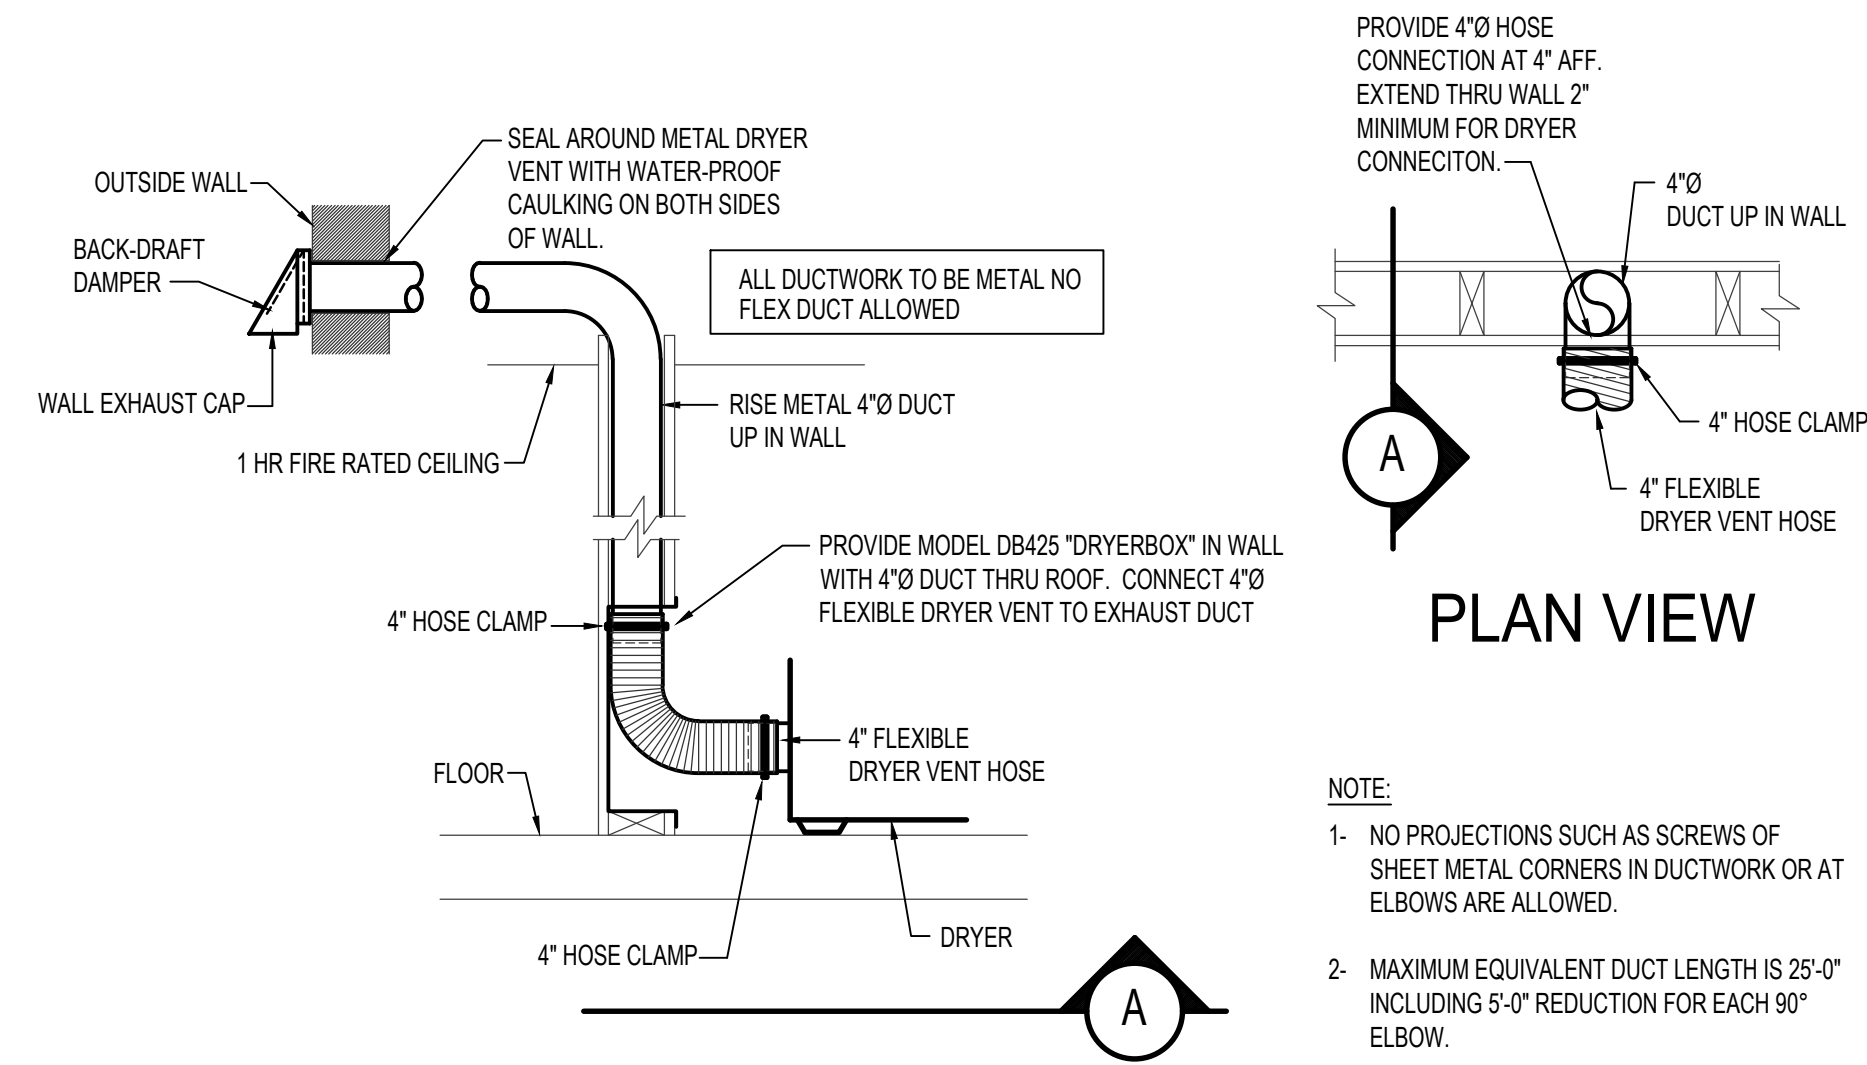 SEAL AROUND METAL DRYER
VENT WITH WATER-PROOF
CAULKING ON BOTH SIDES
OF WALL.
OUTSIDE WALL
BACK-DRAFT
DAMPER
WALL EXHAUST CAP
ALL DUCTWORK TO BE METAL NO
FLEX DUCT ALLOWED
1 HR FIRE RATED CEILING
RISE METAL 4"Ø DUCT
UP IN WALL
PROVIDE MODEL DB425 "DRYERBOX" IN WALL
WITH 4"Ø DUCT THRU ROOF. CONNECT 4"Ø
FLEXIBLE DRYER VENT TO EXHAUST DUCT
4" HOSE CLAMP
4" FLEXIBLE
DRYER VENT HOSE
FLOOR
4" HOSE CLAMP
DRYER
A
PROVIDE 4"Ø HOSE
CONNECTION AT 4" AFF.
EXTEND THRU WALL 2"
MINIMUM FOR DRYER
CONNECITON.
4"Ø
DUCT UP IN WALL
A
4" HOSE CLAMP
4" FLEXIBLE
DRYER VENT HOSE
PLAN VIEW
NOTE:
1- NO PROJECTIONS SUCH AS SCREWS OF
SHEET METAL CORNERS IN DUCTWORK OR AT
ELBOWS ARE ALLOWED.
2- MAXIMUM EQUIVALENT DUCT LENGTH IS 25'-0"
INCLUDING 5'-0" REDUCTION FOR EACH 90°
ELBOW.